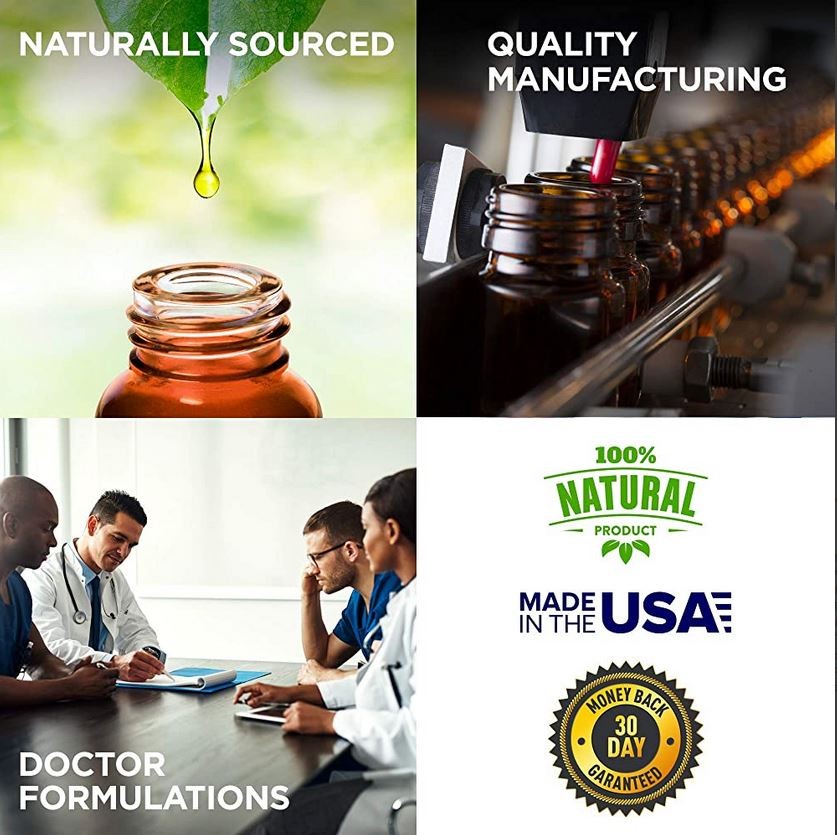 NATURALLY SOURCED
QUALITY
MANUFACTURING
DOCTOR
FORMULATIONS
100%
NATURAL
PRODUCT
MADE
IN THE USA
MONEY BACK
30
DAY
GARANTEED